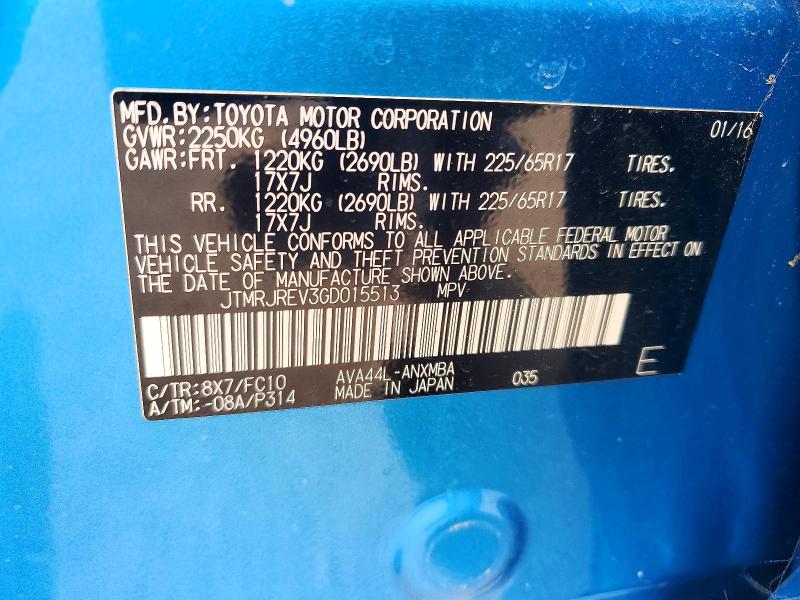 MFD.BY:TOYOTA MOTOR CORPORATION 01/16
GVWR:2250KG (4960LB)
GAWR:FRT. 1220KG (2690LB) WITH 225/65R17 TIRES.
17X7J RIMS.
RR. 1220KG (2690LB) WITH 225/65R17 TIRES.
17X7J RIMS.
THIS VEHICLE CONFORMS TO ALL APPLICABLE FEDERAL MOTOR
VEHICLE SAFETY AND THEFT PREVENTION STANDARDS IN EFFECT ON
THE DATE OF MANUFACTURE SHOWN ABOVE.
JTMRJREV3GD015513 MPV
C/TR:8X7/FC10 AVA44L-ANXMBA 035 E
A/TM:-08A/P314 MADE IN JAPAN